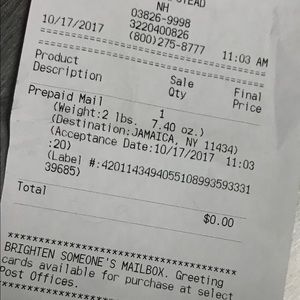 STEAD
NH
03826-9998
3220400826
10/17/2017 (800)275-8777 11:03 AM
================================
================================
Product Sale Final
Description Qty Price
Prepaid Mail 1
(Weight:2 lbs. 7.40 oz.)
(Destination:JAMAICA, NY 11434)
(Acceptance Date:10/17/2017 11:03
:20)
(Label #:4201143494055108993593331
39685)
Total $0.00
****************************************
BRIGHTEN SOMEONE'S MAILBOX. Greeting
cards available for purchase at select
Post Offices.
****************************************